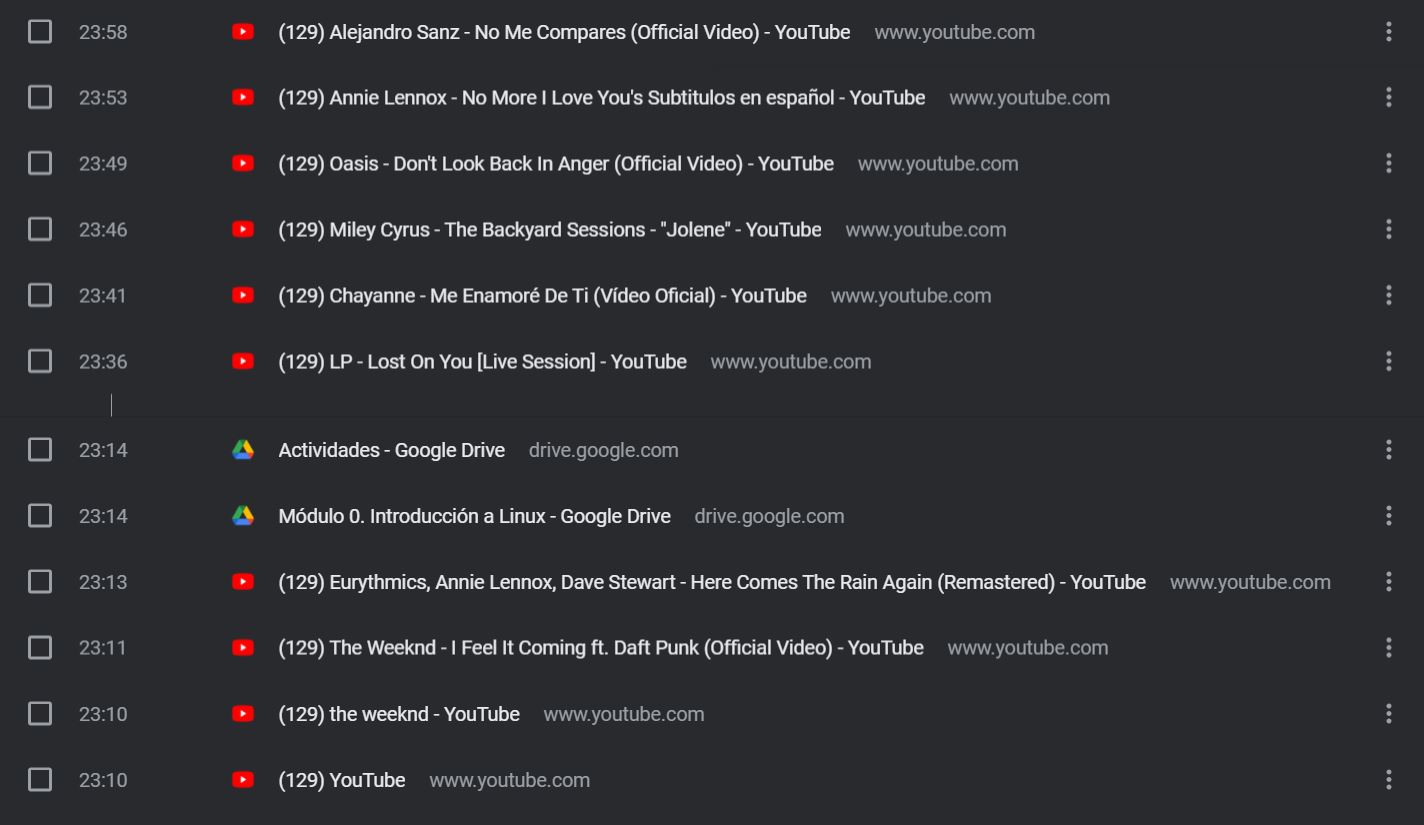 23:58 (129) Alejandro Sanz - No Me Compares (Official Video) - YouTube www.youtube.com
23:53 (129) Annie Lennox - No More I Love You's Subtitulos en español - YouTube www.youtube.com
23:49 (129) Oasis - Don't Look Back In Anger (Official Video) - YouTube www.youtube.com
23:46 (129) Miley Cyrus - The Backyard Sessions - "Jolene" - YouTube www.youtube.com
23:41 (129) Chayanne - Me Enamoré De Ti (Vídeo Oficial) - YouTube www.youtube.com
23:36 (129) LP - Lost On You [Live Session] - YouTube www.youtube.com
23:14 Actividades - Google Drive drive.google.com
23:14 Módulo 0. Introducción a Linux - Google Drive drive.google.com
23:13 (129) Eurythmics, Annie Lennox, Dave Stewart - Here Comes The Rain Again (Remastered) - YouTube www.youtube.com
23:11 (129) The Weeknd - I Feel It Coming ft. Daft Punk (Official Video) - YouTube www.youtube.com
23:10 (129) the weeknd - YouTube www.youtube.com
23:10 (129) YouTube www.youtube.com